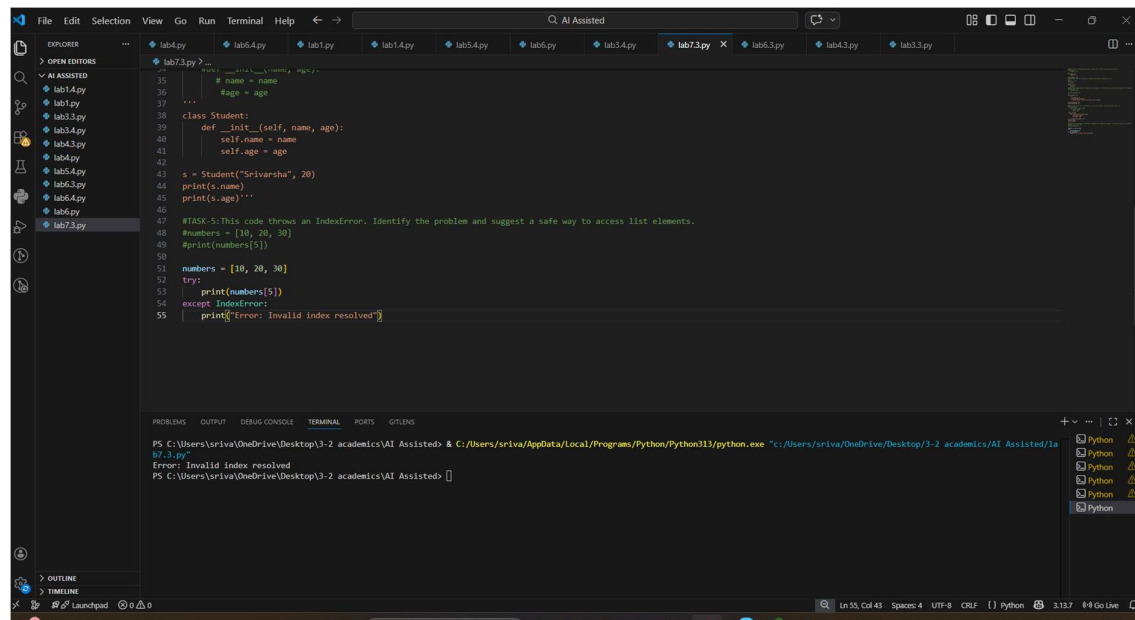 File Edit Selection View Go Run Terminal Help
AI Assisted
EXPLORER
lab4.py lab6.4.py lab1.py lab1.4.py lab5.4.py lab6.py lab3.4.py lab7.3.py lab6.3.py lab4.3.py lab3.3.py
OPEN EDITORS
AI ASSISTED
lab1.4.py
lab1.py
lab3.3.py
lab3.4.py
lab4.3.py
lab4.py
lab5.4.py
lab6.3.py
lab6.4.py
lab6.py
lab7.3.py
OUTLINE
TIMELINE
lab7.3.py > ...
34 #def __init__(name, age):
35 # name = name
36 #age = age
37 '''
38 class Student:
39 def __init__(self, name, age):
40 self.name = name
41 self.age = age
42
43 s = Student("Srivarsha", 20)
44 print(s.name)
45 print(s.age)'''
46
47 #TASK-5:This code throws an IndexError. Identify the problem and suggest a safe way to access list elements.
48 #numbers = [10, 20, 30]
49 #print(numbers[5])
50
51 numbers = [10, 20, 30]
52 try:
53 print(numbers[5])
54 except IndexError:
55 print("Error: Invalid index resolved")
PROBLEMS OUTPUT DEBUG CONSOLE TERMINAL PORTS GITLENS
PS C:\Users\sriva\OneDrive\Desktop\3-2 academics\AI Assisted> & C:/Users/sriva/AppData/Local/Programs/Python/Python313/python.exe "c:/Users/sriva/OneDrive/Desktop/3-2 academics/AI Assisted/la
b7.3.py"
Error: Invalid index resolved
PS C:\Users\sriva\OneDrive\Desktop\3-2 academics\AI Assisted>
Python
Python
Python
Python
Python
Python
Launchpad 0 0 Ln 55, Col 43 Spaces: 4 UTF-8 CRLF { } Python 3.13.7 Go Live